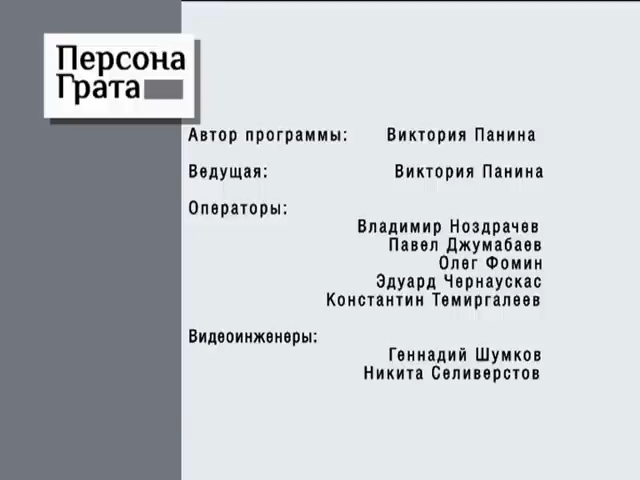 Персона
Грата
Автор программы: Виктория Панина
Ведущая: Виктория Панина
Операторы:
Владимир Ноздрачев
Павел Джумабаев
Олег Фомин
Эдуард Чернаускас
Константин Темиргалеев
Видеоинженеры:
Геннадий Шумков
Никита Селиверстов